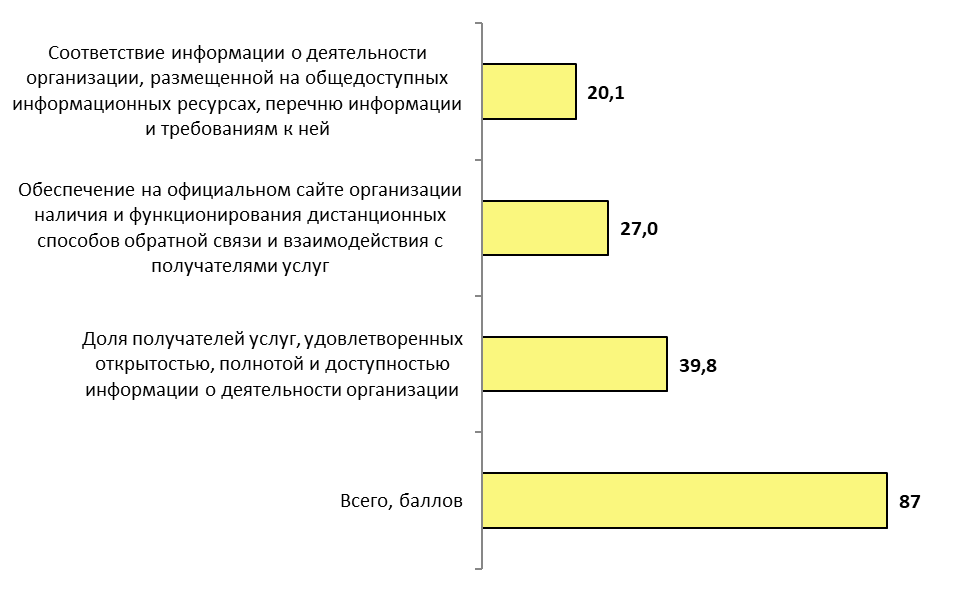 Соответствие информации о деятельности
организации, размещенной на общедоступных
информационных ресурсах, перечню информации
и требованиям к ней
20,1
Обеспечение на официальном сайте организации
наличия и функционирования дистанционных
способов обратной связи и взаимодействия с
получателями услуг
27,0
Доля получателей услуг, удовлетворенных
открытостью, полнотой и доступностью
информации о деятельности организации
39,8
Всего, баллов
87